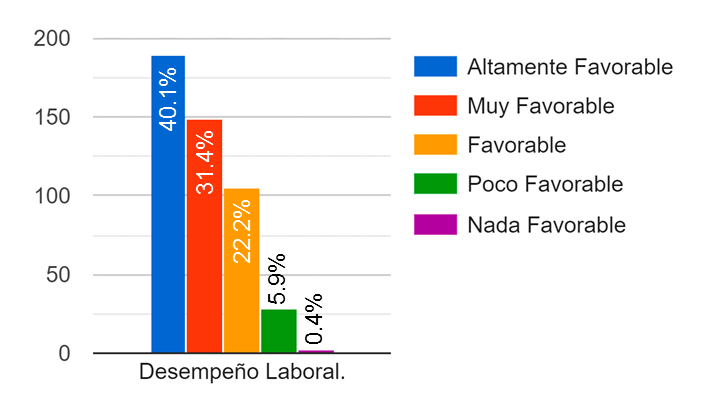 200
150
100
50
0
40.1%
31.4%
22.2%
5.9%
0.4%
Desempeño Laboral.
Altamente Favorable
Muy Favorable
Favorable
Poco Favorable
Nada Favorable